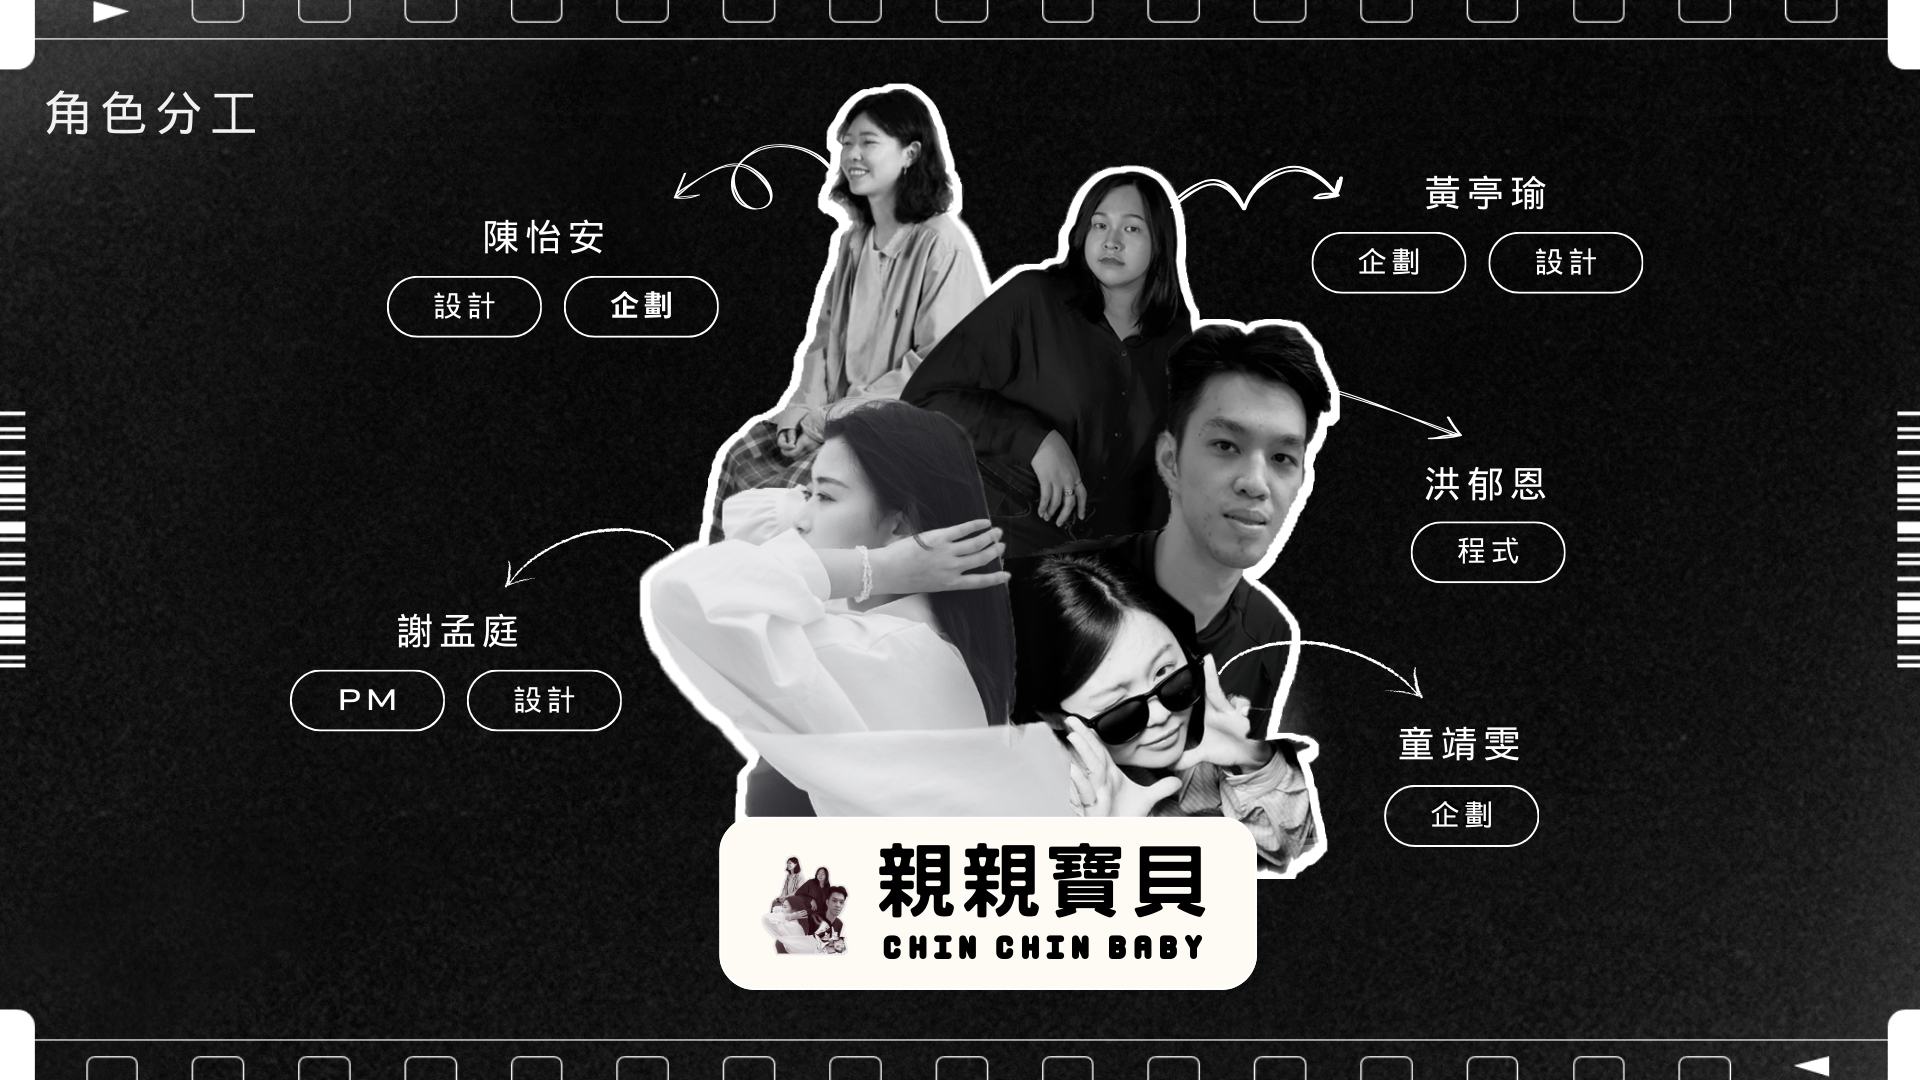 角色分工
陳怡安
設計 企劃
黃亭瑜
企劃 設計
洪郁恩
程式
謝孟庭
PM 設計
童靖雯
企劃
親親寶貝
CHIN CHIN BABY